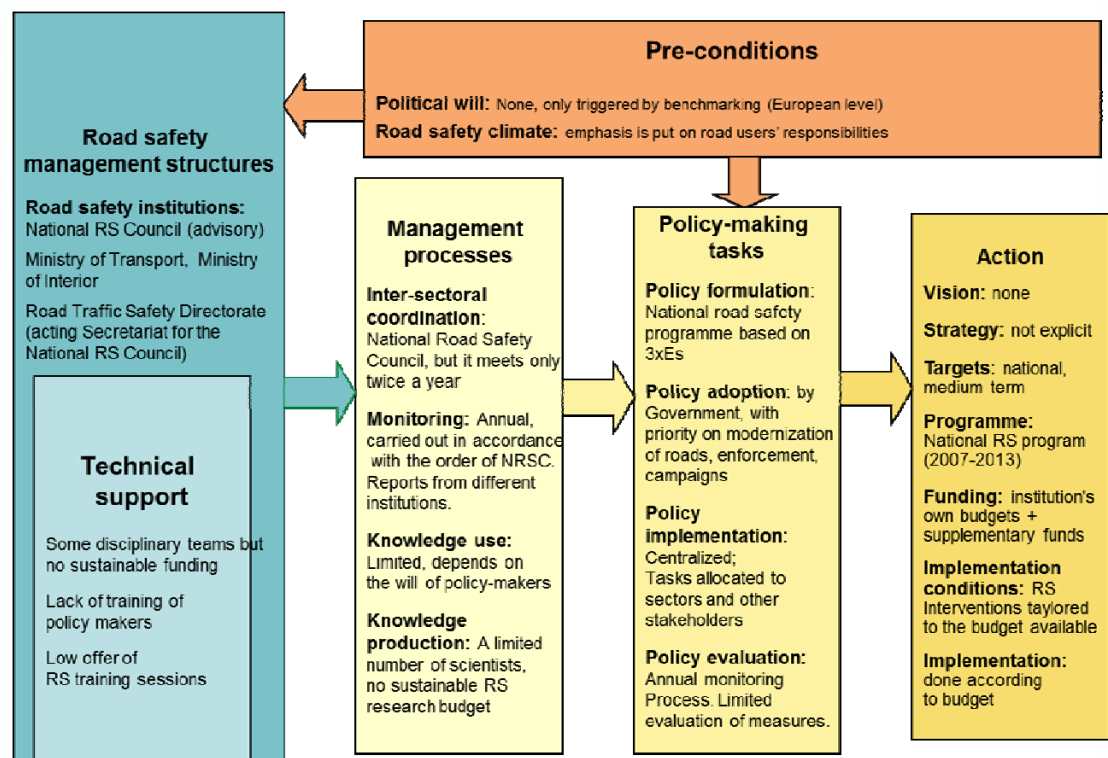 Pre-conditions
Political will: None, only triggered by benchmarking (European level)
Road safety climate: emphasis is put on road users' responsibilities
Road safety
management structures
Road safety institutions:
National RS Council (advisory)
Ministry of Transport, Ministry
of Interior
Road Traffic Safety Directorate
(acting Secretariat for the
National RS Council)
Technical
support
Some disciplinary teams but
no sustainable funding
Lack of training of
policy makers
Low offer of
RS training sessions
Management
processes
Inter-sectoral
coordination:
National Road Safety
Council, but it meets only
twice a year
Monitoring: Annual,
carried out in accordance
with the order of NRSC.
Reports from different
institutions.
Knowledge use:
Limited, depends on
the will of policy-makers
Knowledge
production: A limited
number of scientists,
no sustainable RS
research budget
Policy-making
tasks
Policy formulation:
National road safety
programme based on
3xEs
Policy adoption: by
Government, with
priority on modernization
of roads, enforcement,
campaigns
Policy
implementation:
Centralized;
Tasks allocated to
sectors and other
stakeholders
Policy evaluation:
Annual monitoring
Process. Limited
evaluation of measures.
Action
Vision: none
Strategy: not explicit
Targets: national,
medium term
Programme:
National RS program
(2007-2013)
Funding: institution's
own budgets +
supplementary funds
Implementation
conditions: RS
Interventions taylored
to the budget available
Implementation:
done according
to budget